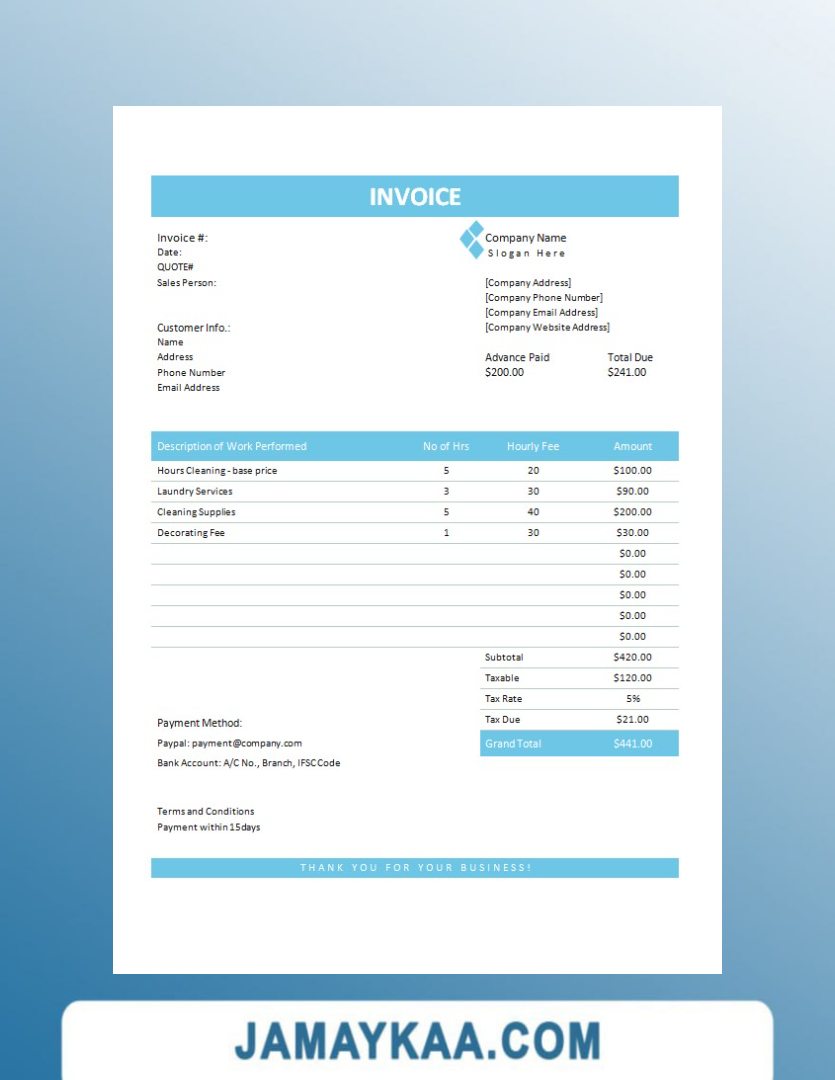 INVOICE
Invoice #:
Date:
QUOTE#
Sales Person:
Company Name
Slogan Here
[Company Address]
[Company Phone Number]
[Company Email Address]
[Company Website Address]
Customer Info.:
Name
Address
Phone Number
Email Address
Advance Paid Total Due
$200.00 $241.00
Description of Work Performed No of Hrs Hourly Fee Amount
Hours Cleaning - base price 5 20 $100.00
Laundry Services 3 30 $90.00
Cleaning Supplies 5 40 $200.00
Decorating Fee 1 30 $30.00
$0.00
$0.00
$0.00
$0.00
$0.00
Subtotal $420.00
Taxable $120.00
Tax Rate 5%
Tax Due $21.00
Grand Total $441.00
Payment Method:
Paypal: payment@company.com
Bank Account: A/C No., Branch, IFSC Code
Terms and Conditions
Payment within 15days
THANK YOU FOR YOUR BUSINESS!
JAMAYKAA.COM